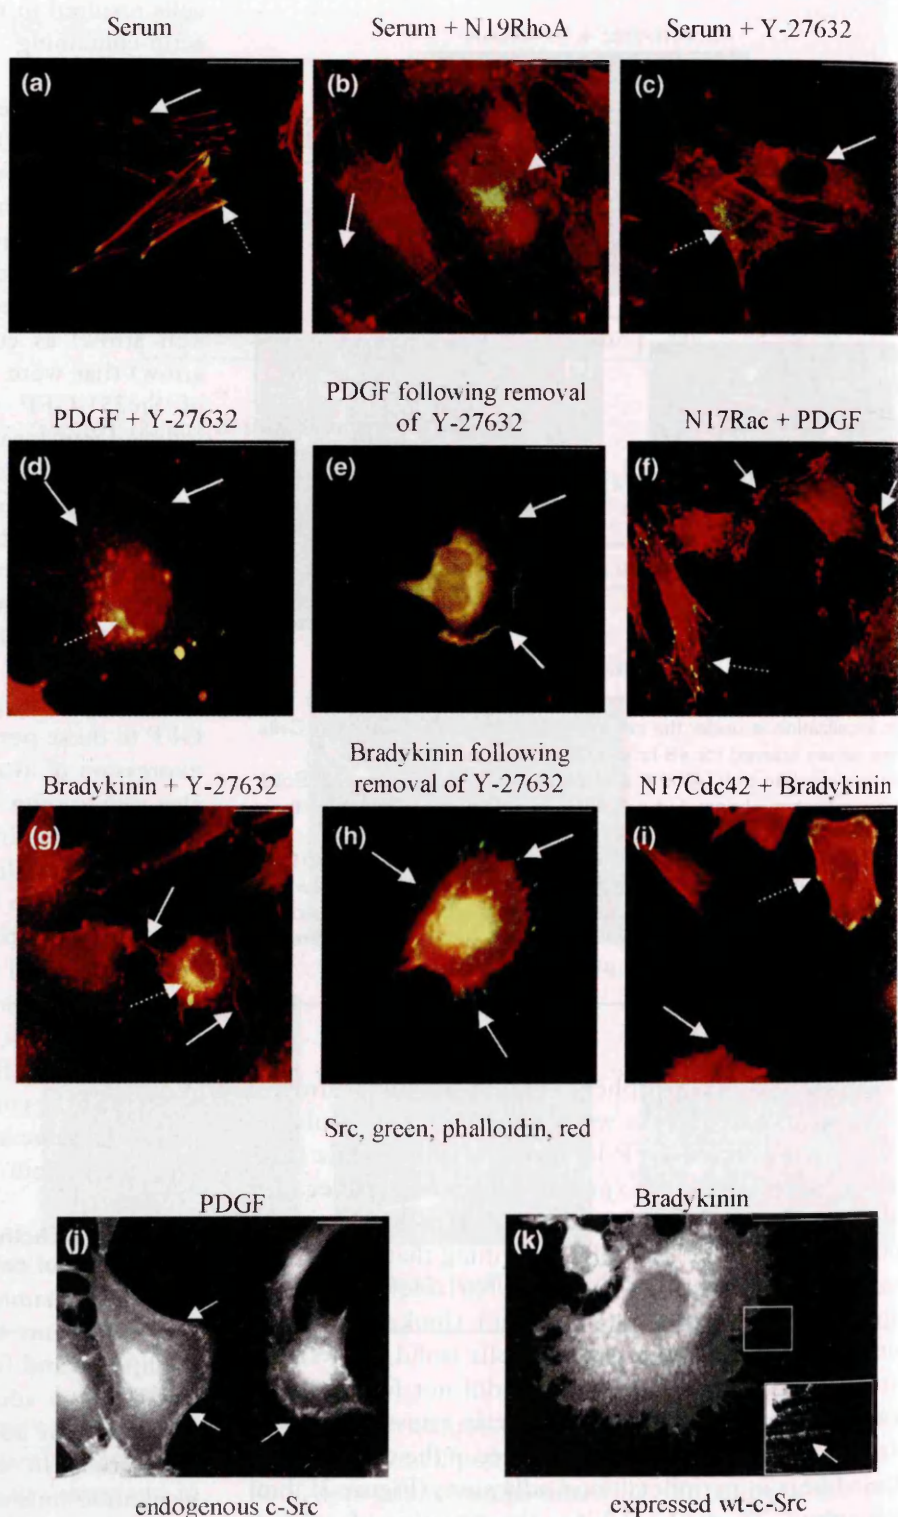 Serum
Serum + N19RhoA
Serum + Y-27632
(a)
(b)
(c)
PDGF + Y-27632
PDGF following removal
of Y-27632
N17Rac + PDGF
(d)
(e)
(f)
Bradykinin + Y-27632
Bradykinin following
removal of Y-27632
N17Cdc42 + Bradykinin
(g)
(h)
(i)
Src, green; phalloidin, red
PDGF
Bradykinin
(j)
(k)
endogenous c-Src
expressed wt-c-Src